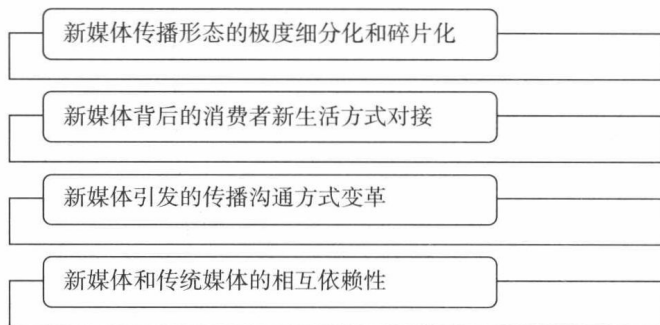 新媒体传播形态的极度细分化和碎片化
新媒体背后的消费者新生活方式对接
新媒体引发的传播沟通方式变革
新媒体和传统媒体的相互依赖性